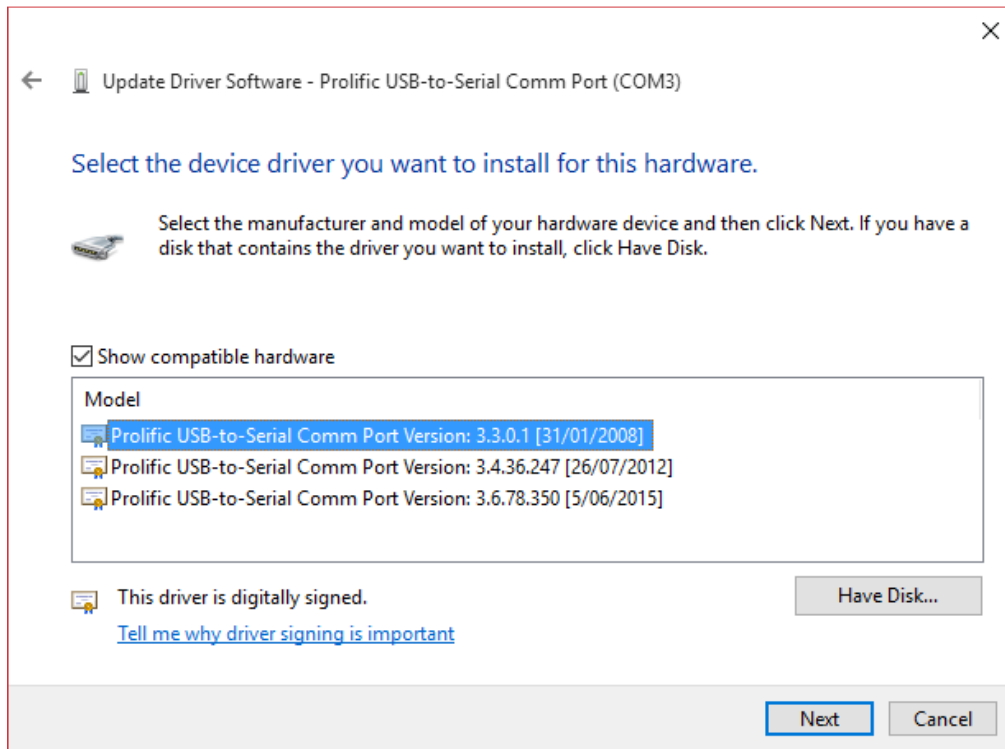 Update Driver Software - Prolific USB-to-Serial Comm Port (COM3)
Select the device driver you want to install for this hardware.
Select the manufacturer and model of your hardware device and then click Next. If you have a
disk that contains the driver you want to install, click Have Disk.
Show compatible hardware
Model
Prolific USB-to-Serial Comm Port Version: 3.3.0.1 [31/01/2008]
Prolific USB-to-Serial Comm Port Version: 3.4.36.247 [26/07/2012]
Prolific USB-to-Serial Comm Port Version: 3.6.78.350 [5/06/2015]
This driver is digitally signed.
Have Disk...
Tell me why driver signing is important
Next
Cancel